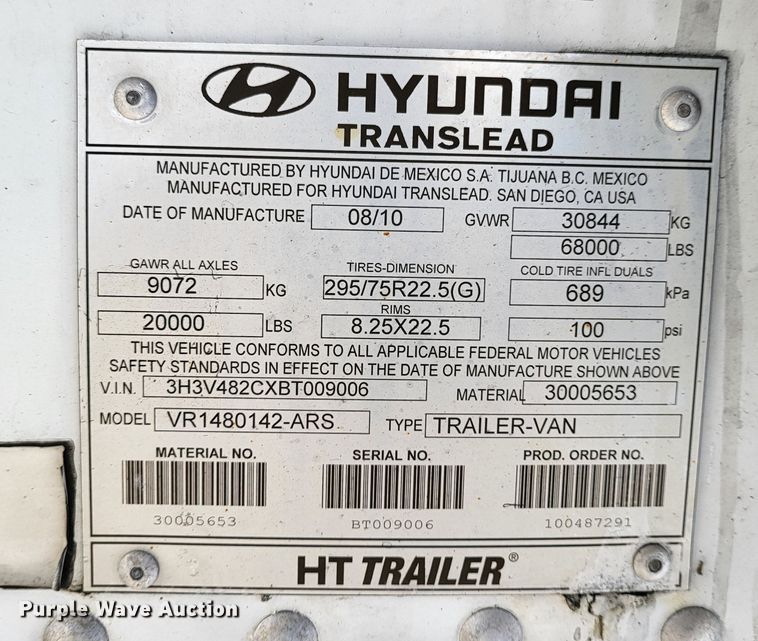 HYUNDAI
TRANSLEAD
MANUFACTURED BY HYUNDAI DE MEXICO S.A. TIJUANA B.C. MEXICO
MANUFACTURED FOR HYUNDAI TRANSLEAD. SAN DIEGO, CA USA
DATE OF MANUFACTURE 08/10 GVWR 30844 KG
68000 LBS
GAWR ALL AXLES TIRES-DIMENSION COLD TIRE INFL DUALS
9072 KG 295/75R22.5(G) 689 kPa
RIMS
20000 LBS 8.25X22.5 100 psi
THIS VEHICLE CONFORMS TO ALL APPLICABLE FEDERAL MOTOR VEHICLES
SAFETY STANDARDS IN EFFECT ON THE DATE OF MANUFACTURE SHOWN ABOVE
V.I.N. 3H3V482CXBT009006 MATERIAL 30005653
MODEL VR1480142-ARS TYPE TRAILER-VAN
MATERIAL NO. SERIAL NO. PROD. ORDER NO.
30005653 BT009006 100487291
HT TRAILER®
Purple Wave Auction